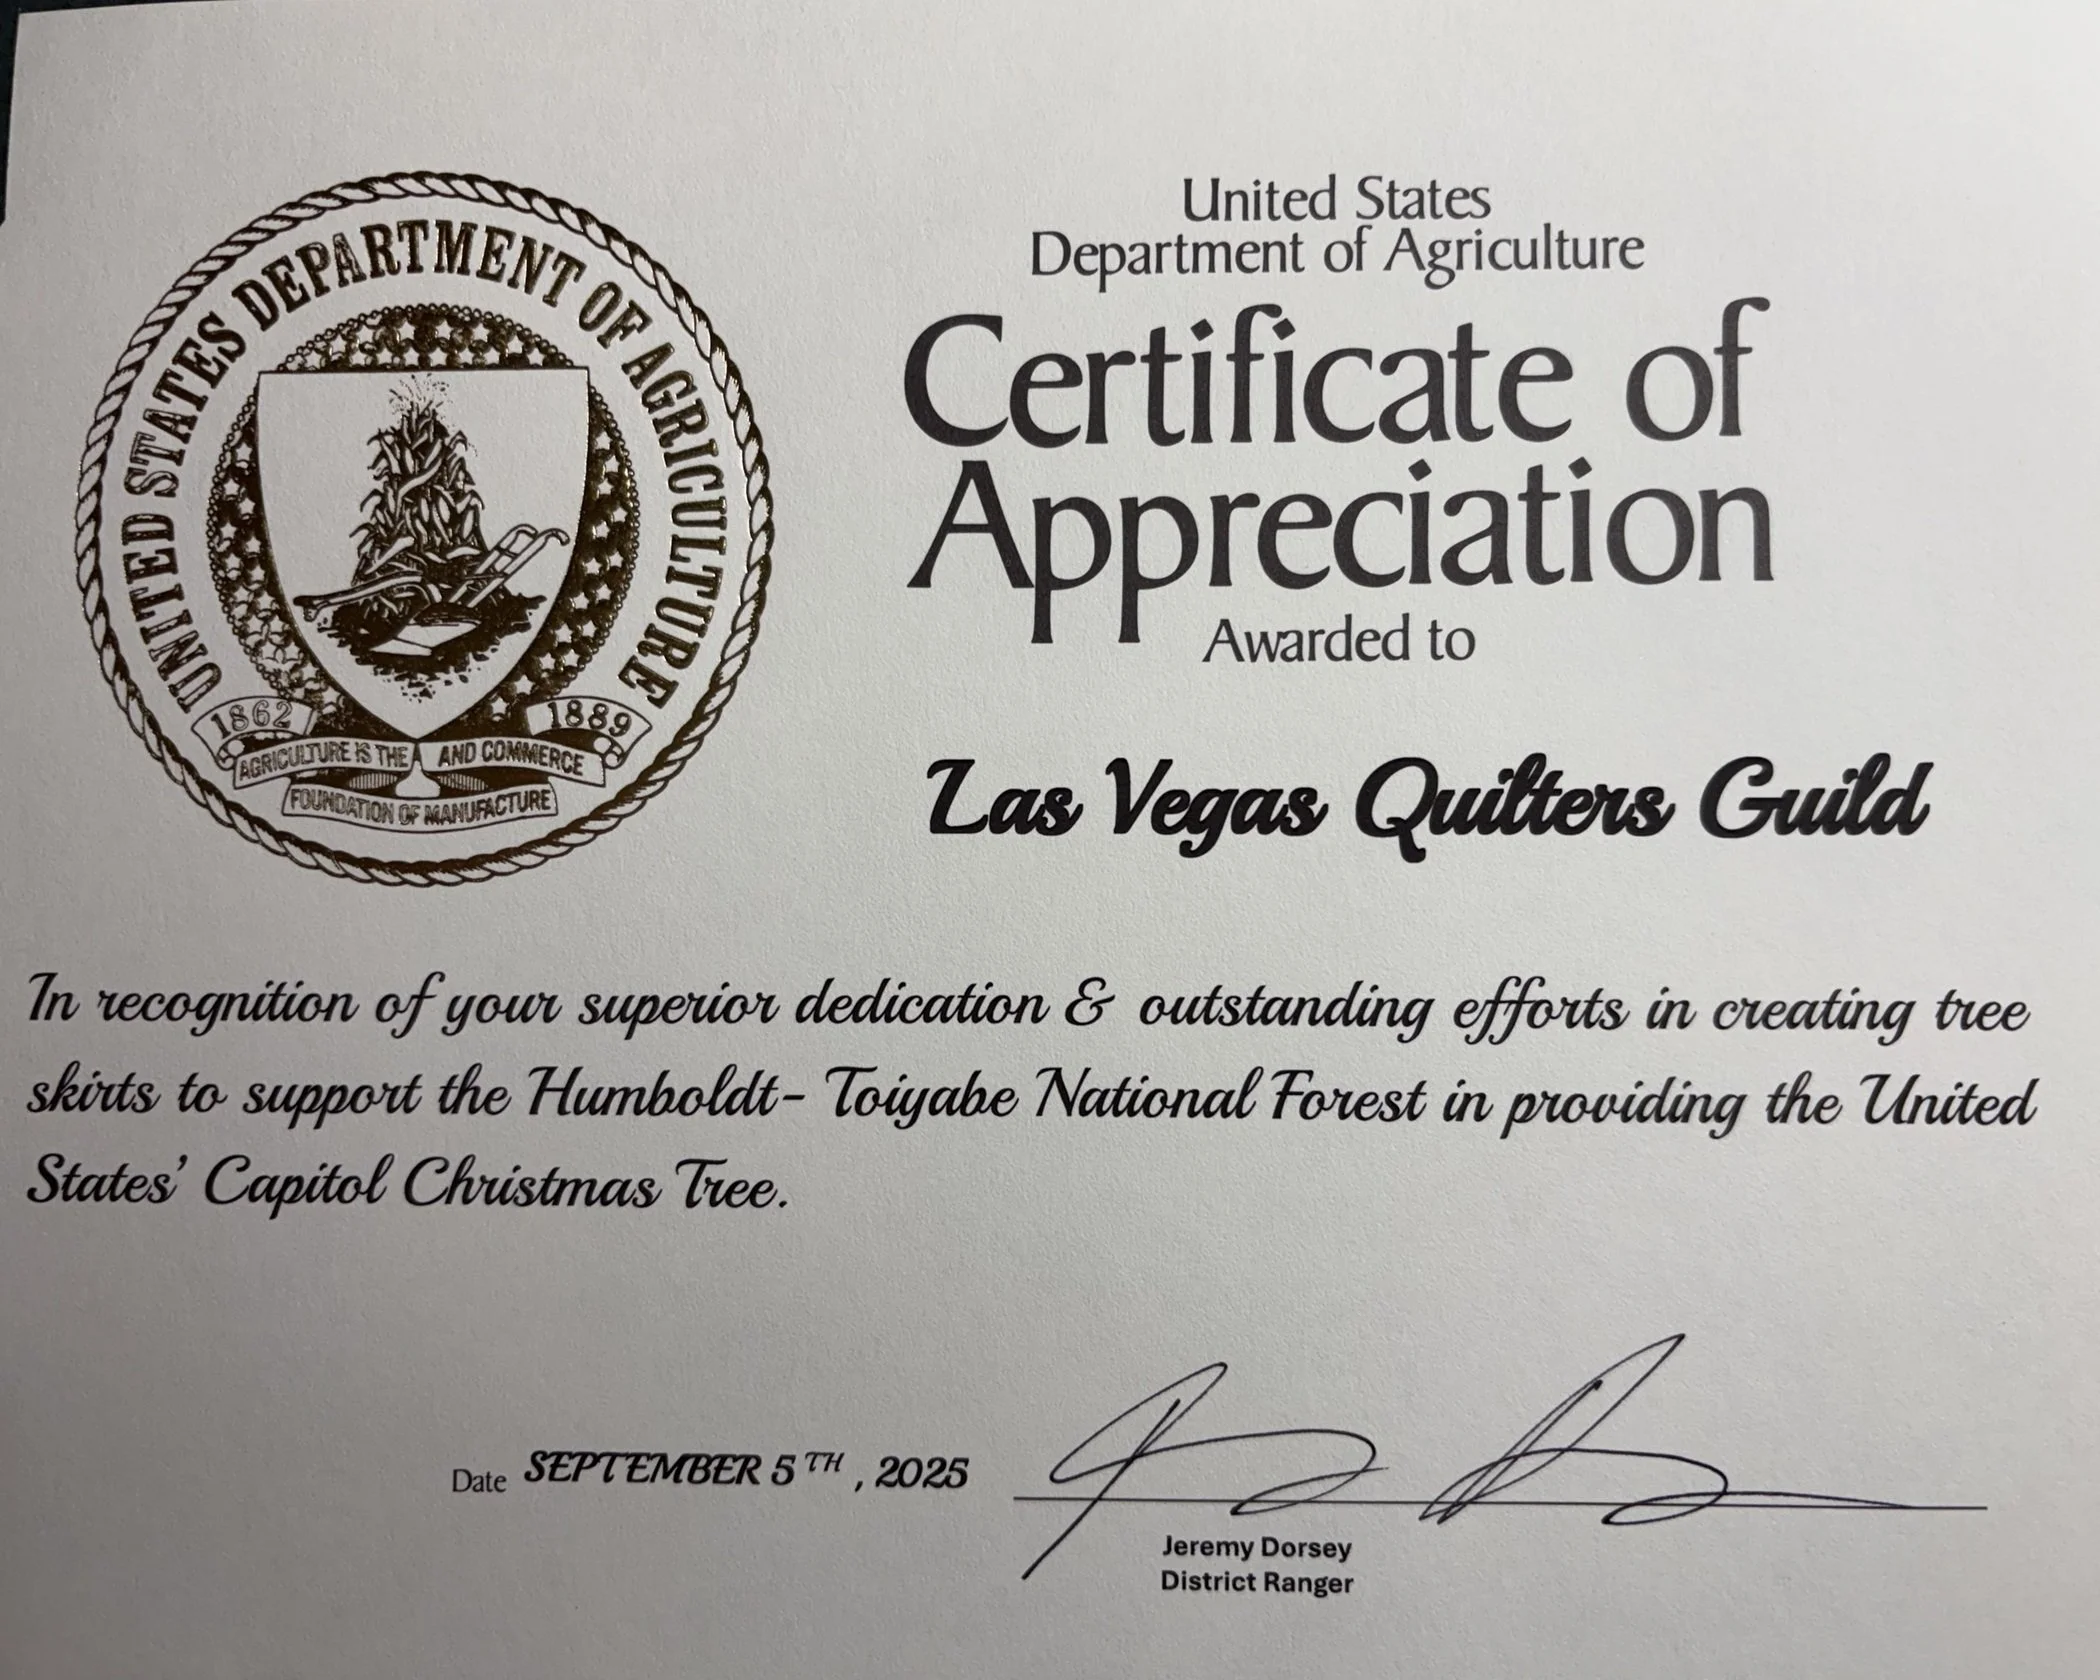 UNITED STATES DEPARTMENT OF AGRICULTURE
1862
1889
AGRICULTURE IS THE
AND COMMERCE
FOUNDATION OF MANUFACTURE
United States
Department of Agriculture
Certificate of
Appreciation
Awarded to
Las Vegas Quilters Guild
In recognition of your superior dedication & outstanding efforts in creating tree
skirts to support the Humboldt- Toiyabe National Forest in providing the United
States' Capitol Christmas Tree.
Date SEPTEMBER 5TH, 2025
Jeremy Dorsey
District Ranger